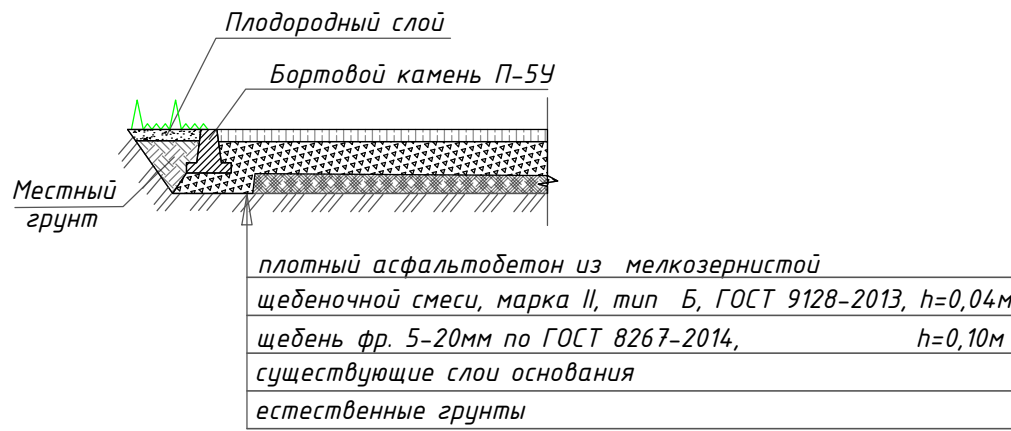 Плодородный слой
Бортовой камень П-5У
Местный
грунт
плотный асфальтобетон из мелкозернистой
щебеночной смеси, марка II, тип Б, ГОСТ 9128-2013, h=0,04м
щебень фр. 5-20мм по ГОСТ 8267-2014, h=0,10м
существующие слои основания
естественные грунты